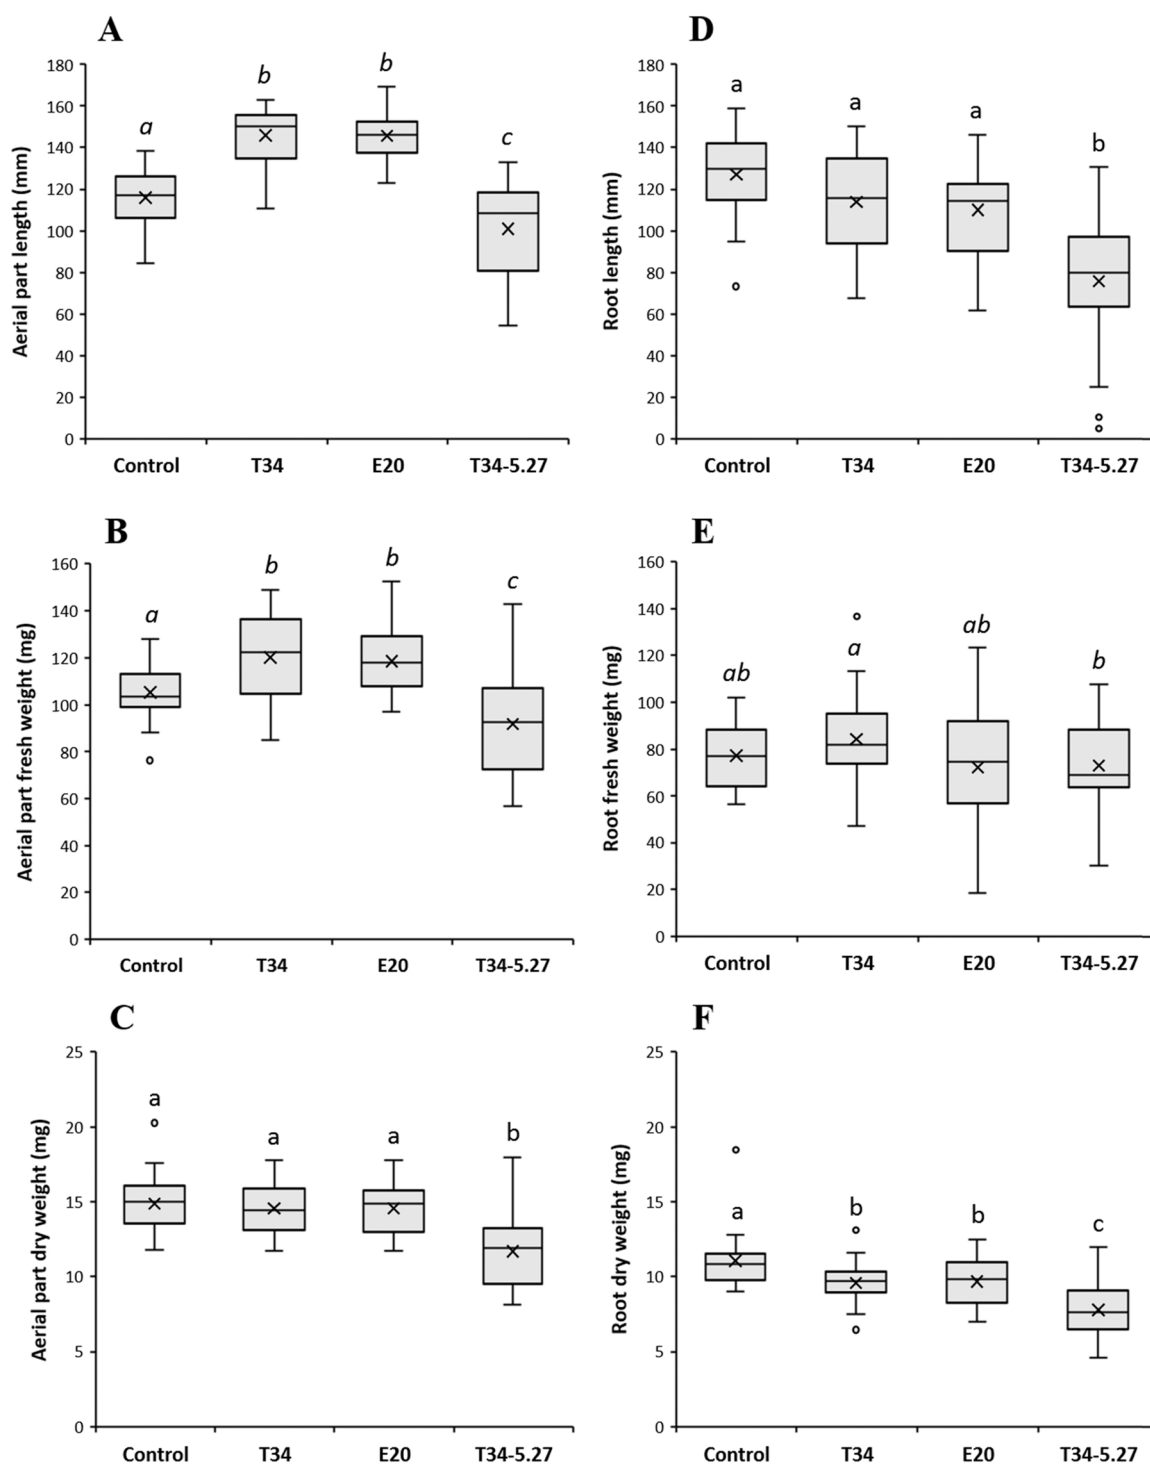 A
Aerial part length (mm)
180
160
140
120
100
80
60
40
20
0
a
b
b
c
Control T34 E20 T34-5.27
D
Root length (mm)
180
160
140
120
100
80
60
40
20
0
a
a
a
b
Control T34 E20 T34-5.27
B
Aerial part fresh weight (mg)
160
140
120
100
80
60
40
20
0
a
b
b
c
Control T34 E20 T34-5.27
E
Root fresh weight (mg)
160
140
120
100
80
60
40
20
0
ab
a
ab
b
Control T34 E20 T34-5.27
C
Aerial part dry weight (mg)
25
20
15
10
5
0
a
a
a
b
Control T34 E20 T34-5.27
F
Root dry weight (mg)
25
20
15
10
5
0
a
b
b
c
Control T34 E20 T34-5.27